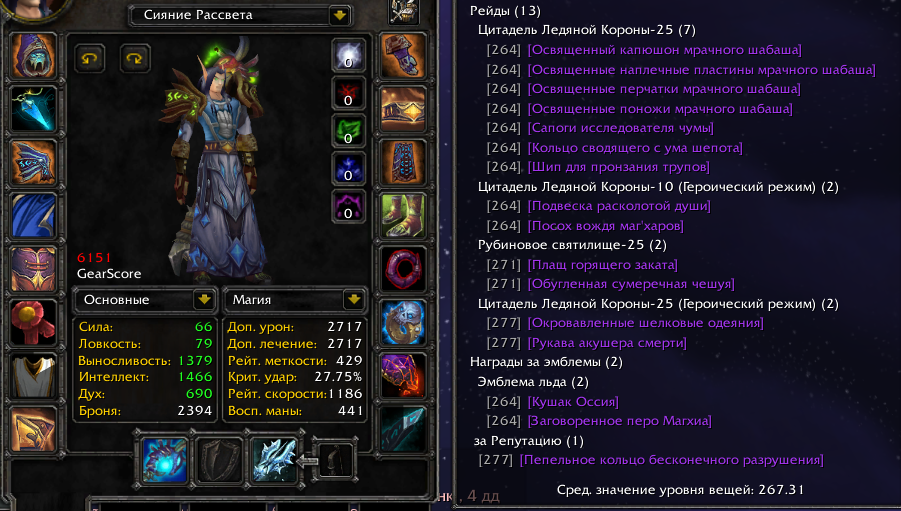 Сияние Рассвета
0
0
0
0
0
6151
GearScore
Основные
Магия
Сила: 66
Ловкость: 79
Выносливость: 1379
Интеллект: 1466
Дух: 690
Броня: 2394
Доп. урон: 2717
Доп. лечение: 2717
Рейт. меткости: 429
Крит. удар: 27.75%
Рейт. скорости: 1186
Восп. маны: 441
, 4 дд
Рейды (13)
Цитадель Ледяной Короны-25 (7)
[264] [Освященный капюшон мрачного шабаша]
[264] [Освященные наплечные пластины мрачного шабаша]
[264] [Освященные перчатки мрачного шабаша]
[264] [Освященные поножи мрачного шабаша]
[264] [Сапоги исследователя чумы]
[264] [Кольцо сводящего с ума шепота]
[264] [Шип для пронзания трупов]
Цитадель Ледяной Короны-10 (Героический режим) (2)
[264] [Подвеска расколотой души]
[264] [Посох вождя маг'харов]
Рубиновое святилище-25 (2)
[271] [Плащ горящего заката]
[271] [Обугленная сумеречная чешуя]
Цитадель Ледяной Короны-25 (Героический режим) (2)
[277] [Окровавленные шелковые одеяния]
[277] [Рукава акушера смерти]
Награды за эмблемы (2)
Эмблема льда (2)
[264] [Кушак Оссия]
[264] [Заговоренное перо Магхиа]
за Репутацию (1)
[277] [Пепельное кольцо бесконечного разрушения]
Сред. значение уровня вещей: 267.31